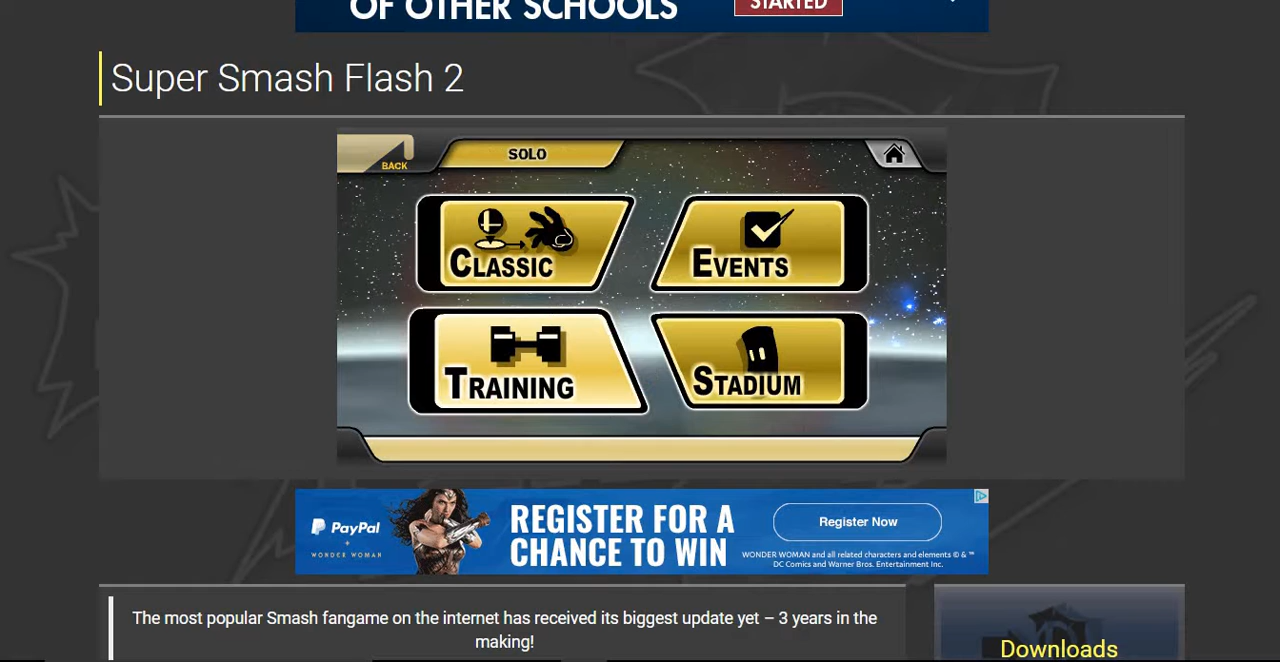 OF OTHER SCHOOLS
STARTED
Super Smash Flash 2
BACK
SOLO
CLASSIC
EVENTS
TRAINING
STADIUM
PayPal
+
WONDER WOMAN
REGISTER FOR A
CHANCE TO WIN
Register Now
WONDER WOMAN and all related characters and elements © & ™
DC Comics and Warner Bros. Entertainment Inc.
The most popular Smash fangame on the internet has received its biggest update yet – 3 years in the
making!
Downloads